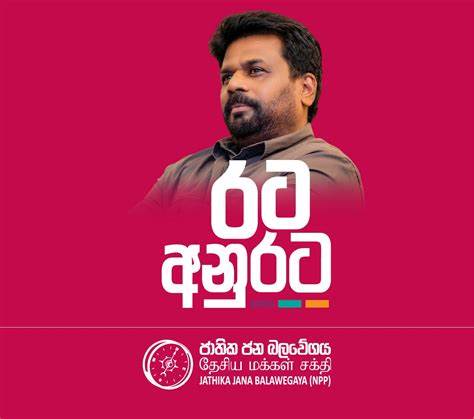 රට
අනුරට
ජාතික ජන බලවේගය
தேசிய மக்கள் சக்தி
JATHIKA JANA BALAWEGAYA (NPP)